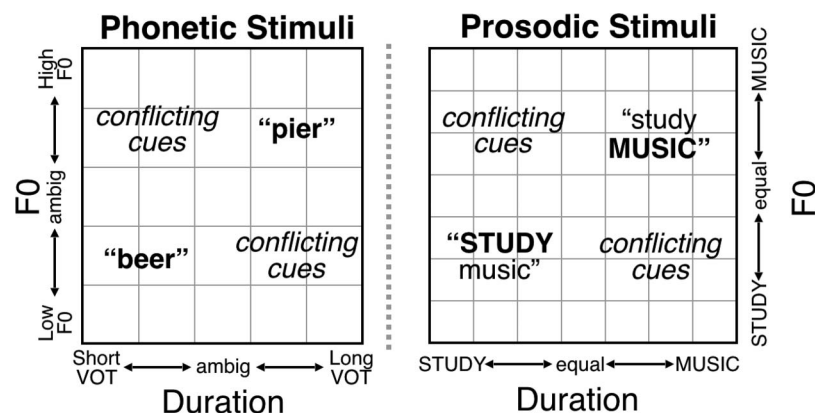 Phonetic Stimuli
High F0
ambig
Low F0
F0
conflicting
cues
“pier”
“beer”
conflicting
cues
Short
VOT
ambig
Long
VOT
Duration
Prosodic Stimuli
conflicting
cues
“study
MUSIC”
“STUDY
music”
conflicting
cues
MUSIC
equal
STUDY
F0
STUDY
equal
MUSIC
Duration